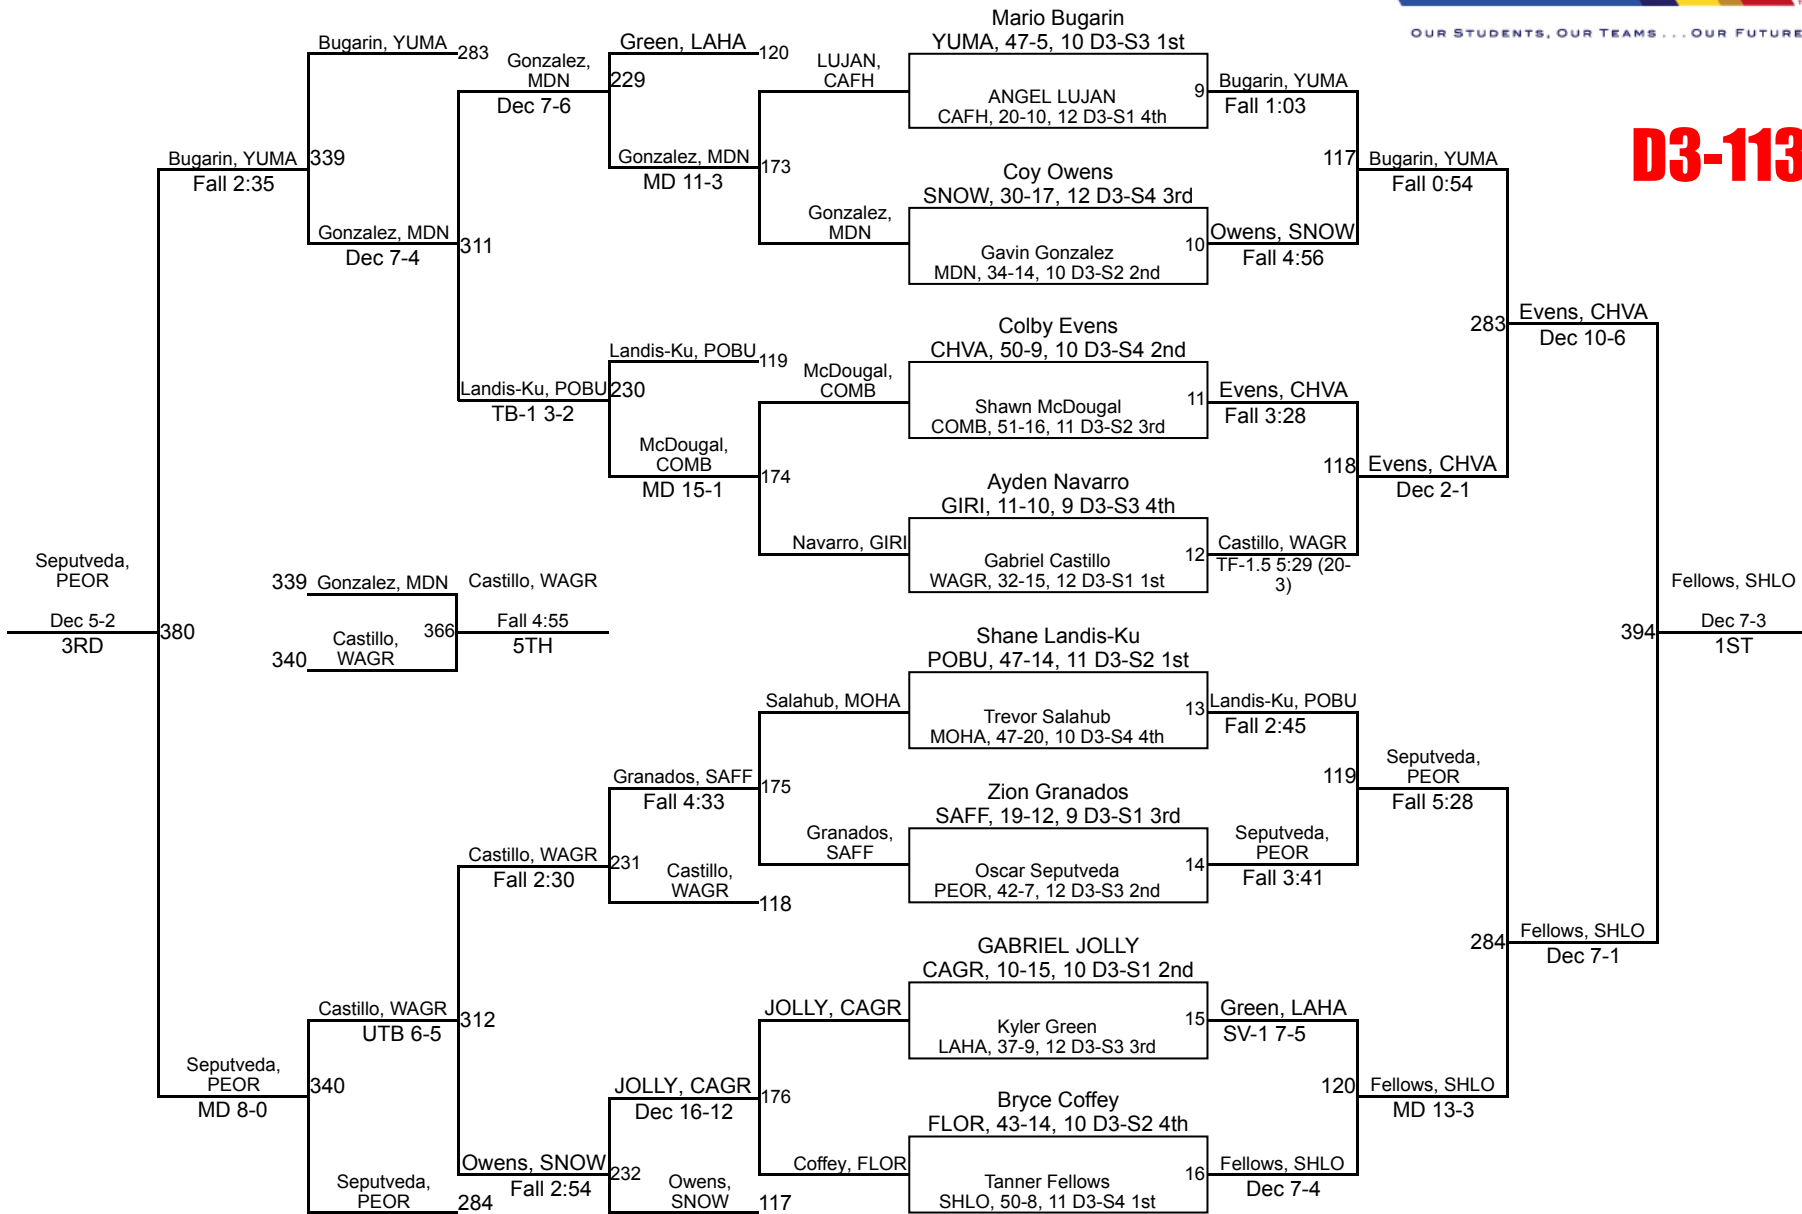 OUR STUDENTS, OUR TEAMS . . . OUR FUTURE
D3-113
Bugarin, YUMA
283
Gonzalez,
MDN
Dec 7-6
Green, LAHA
120
229
LUJAN,
CAFH
Mario Bugarin
YUMA, 47-5, 10 D3-S3 1st
ANGEL LUJAN
CAFH, 20-10, 12 D3-S1 4th
9
Bugarin, YUMA
Fall 1:03
Bugarin, YUMA
Fall 2:35
339
Gonzalez, MDN
MD 11-3
173
Coy Owens
SNOW, 30-17, 12 D3-S4 3rd
Gavin Gonzalez
MDN, 34-14, 10 D3-S2 2nd
10
Owens, SNOW
Fall 4:56
117
Bugarin, YUMA
Fall 0:54
Gonzalez,
MDN
Gonzalez, MDN
Dec 7-4
311
Colby Evens
CHVA, 50-9, 10 D3-S4 2nd
Shawn McDougal
COMB, 51-16, 11 D3-S2 3rd
11
Evens, CHVA
Fall 3:28
283
Evens, CHVA
Dec 10-6
Landis-Ku, POBU
119
McDougal,
COMB
Landis-Ku, POBU
TB-1 3-2
230
McDougal,
COMB
MD 15-1
174
Ayden Navarro
GIRI, 11-10, 9 D3-S3 4th
Gabriel Castillo
WAGR, 32-15, 12 D3-S1 1st
12
Castillo, WAGR
TF-1.5 5:29 (20-
3)
118
Evens, CHVA
Dec 2-1
Navarro, GIRI
Seputveda,
PEOR
Dec 5-2
3RD
380
339
Gonzalez, MDN
340
Castillo,
WAGR
366
Castillo, WAGR
Fall 4:55
5TH
394
Fellows, SHLO
Dec 7-3
1ST
Shane Landis-Ku
POBU, 47-14, 11 D3-S2 1st
Trevor Salahub
MOHA, 47-20, 10 D3-S4 4th
13
Landis-Ku, POBU
Fall 2:45
Salahub, MOHA
Granados, SAFF
Fall 4:33
175
Zion Granados
SAFF, 19-12, 9 D3-S1 3rd
Oscar Seputveda
PEOR, 42-7, 12 D3-S3 2nd
14
Seputveda,
PEOR
Fall 3:41
119
Seputveda,
PEOR
Fall 5:28
Granados,
SAFF
Castillo, WAGR
Fall 2:30
231
Castillo,
WAGR
118
GABRIEL JOLLY
CAGR, 10-15, 10 D3-S1 2nd
Kyler Green
LAHA, 37-9, 12 D3-S3 3rd
15
Green, LAHA
SV-1 7-5
284
Fellows, SHLO
Dec 7-1
Castillo, WAGR
UTB 6-5
312
JOLLY, CAGR
Seputveda,
PEOR
MD 8-0
340
JOLLY, CAGR
Dec 16-12
176
Bryce Coffey
FLOR, 43-14, 10 D3-S2 4th
Tanner Fellows
SHLO, 50-8, 11 D3-S4 1st
16
Fellows, SHLO
Dec 7-4
120
Fellows, SHLO
MD 13-3
Coffey, FLOR
Seputveda,
PEOR
284
Owens, SNOW
Fall 2:54
232
Owens,
SNOW
117